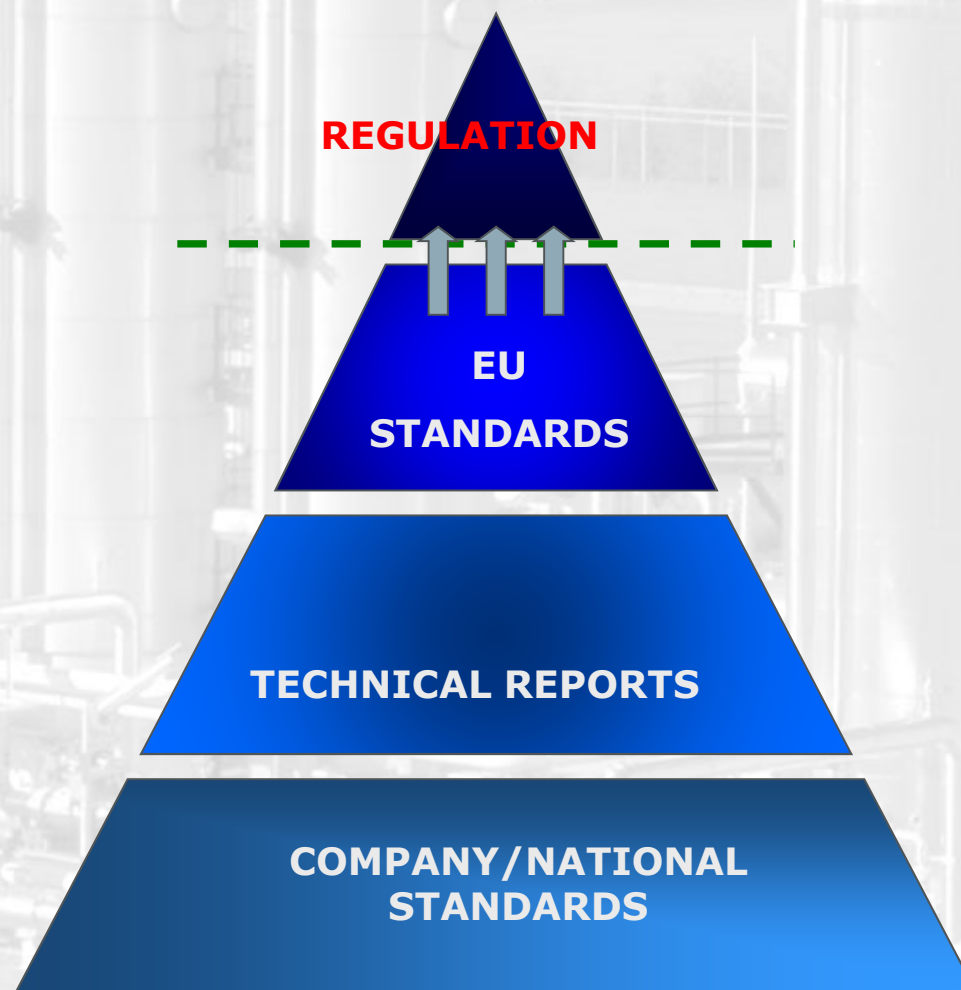 REGULATION
EU
STANDARDS
TECHNICAL REPORTS
COMPANY/NATIONAL
STANDARDS